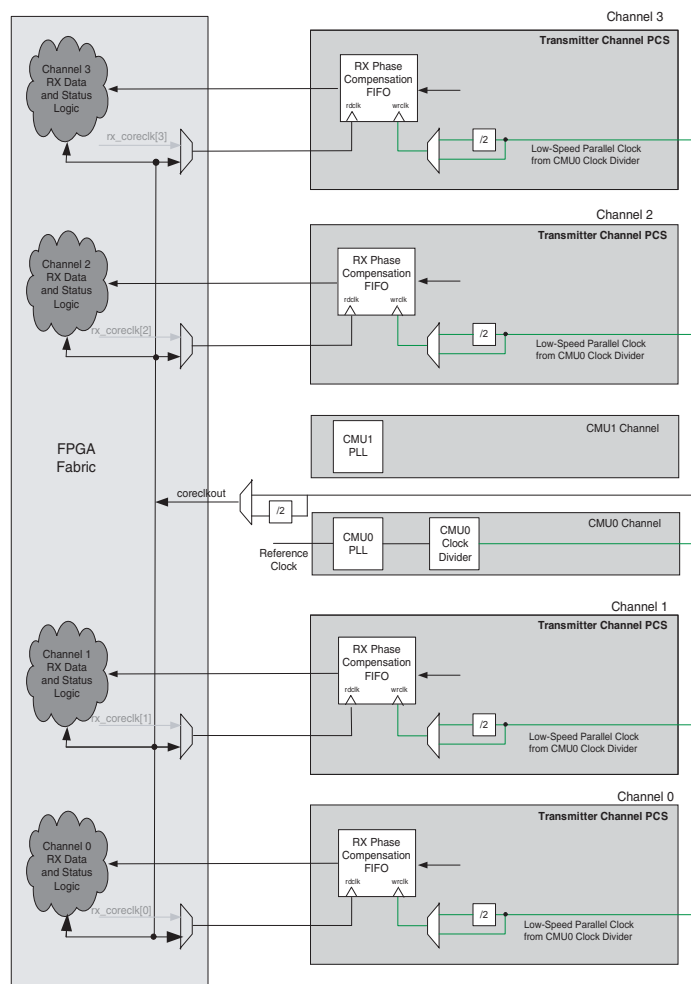 Channel 3
Transmitter Channel PCS
RX Phase
Compensation
FIFO
rdclk
wrclk
/2
Low-Speed Parallel Clock
from CMU0 Clock Divider
Channel 3
RX Data
and Status
Logic
rx_coreclk[3]
Channel 2
Transmitter Channel PCS
RX Phase
Compensation
FIFO
rdclk
wrclk
/2
Low-Speed Parallel Clock
from CMU0 Clock Divider
Channel 2
RX Data
and Status
Logic
rx_coreclk[2]
FPGA
Fabric
CMU1 Channel
CMU1
PLL
coreclkout
/2
CMU0 Channel
CMU0
PLL
CMU0
Clock
Divider
Reference
Clock
Channel 1
Transmitter Channel PCS
RX Phase
Compensation
FIFO
rdclk
wrclk
/2
Low-Speed Parallel Clock
from CMU0 Clock Divider
Channel 1
RX Data
and Status
Logic
rx_coreclk[1]
Channel 0
Transmitter Channel PCS
RX Phase
Compensation
FIFO
rdclk
wrclk
/2
Low-Speed Parallel Clock
from CMU0 Clock Divider
Channel 0
RX Data
and Status
Logic
rx_coreclk[0]